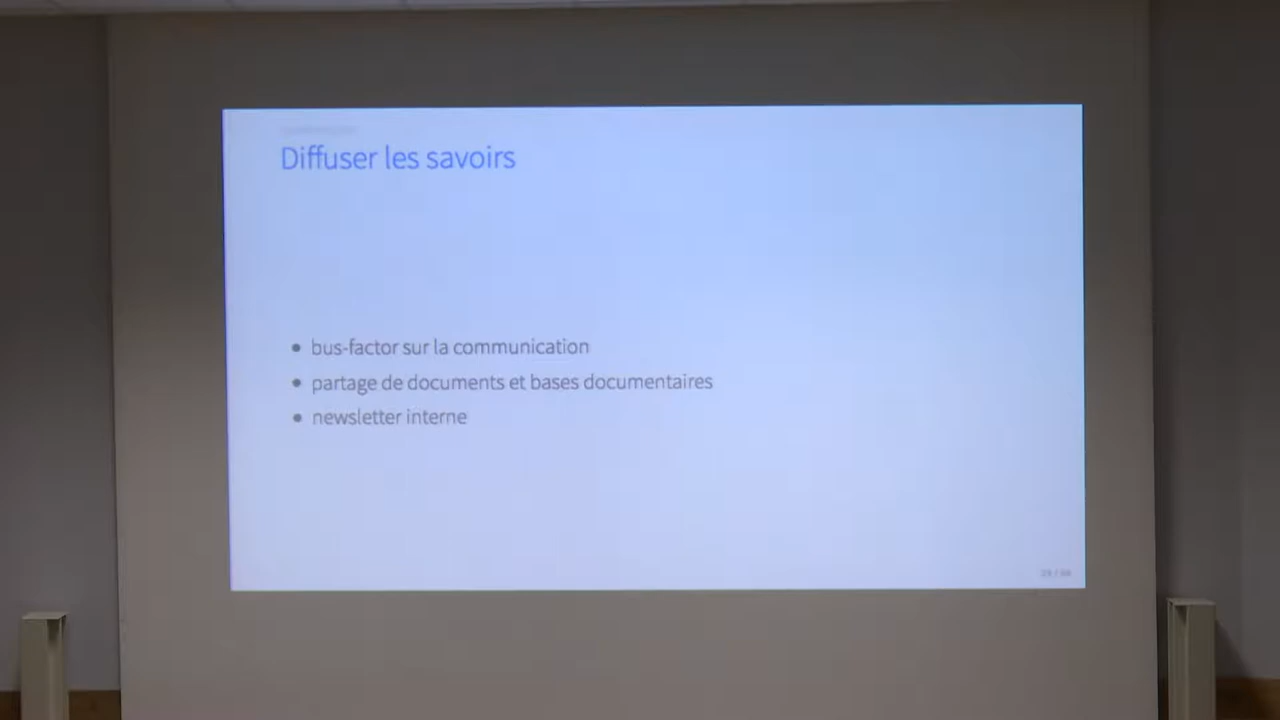 Diffuser les savoirs
• bus-factor sur la communication
• partage de documents et bases documentaires
• newsletter interne